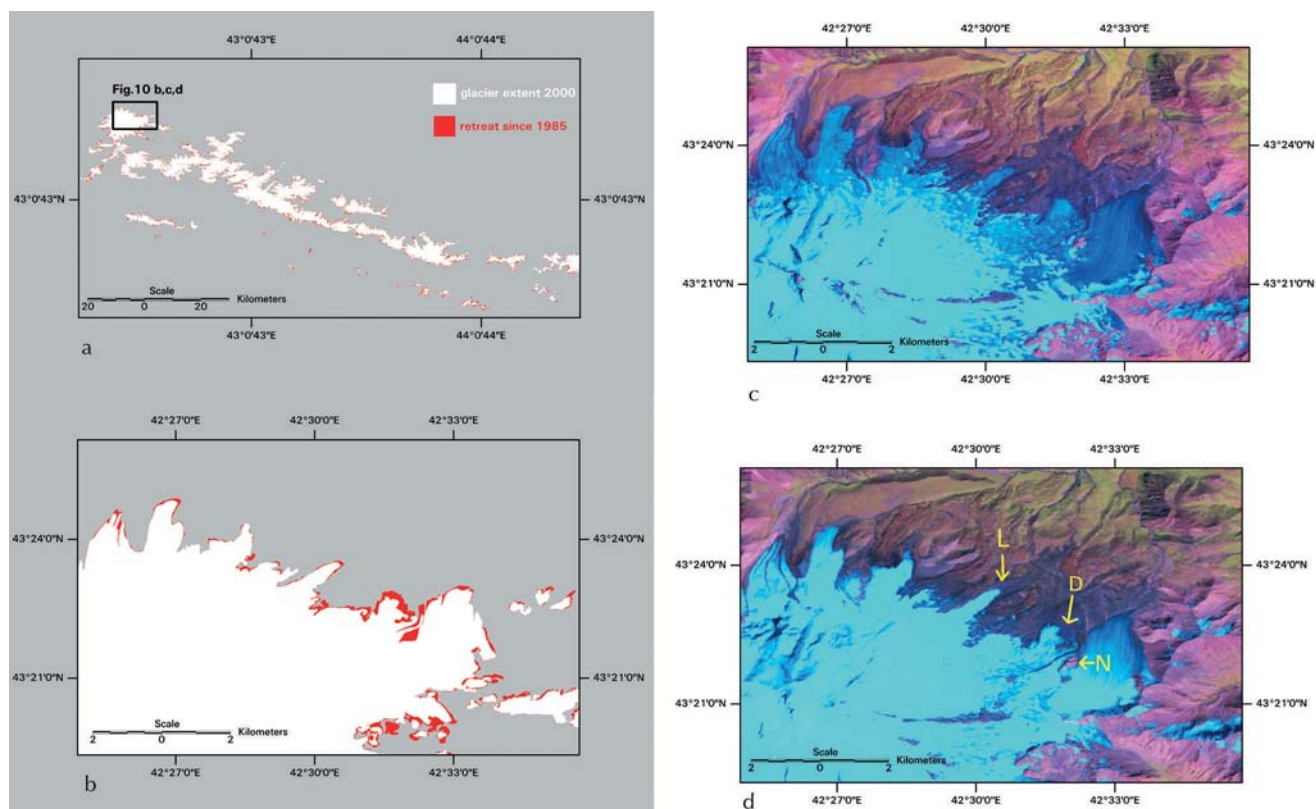 43°0'43"E 44°0'44"E
Fig.10 b,c,d
glacier extent 2000
retreat since 1985
43°0'43"N 43°0'43"N
20 0 20 Kilometers
43°0'43"E 44°0'44"E
a
42°27'0"E 42°30'0"E 42°33'0"E
43°24'0"N 43°24'0"N
43°21'0"N 43°21'0"N
Scale
2 0 2 Kilometers
42°27'0"E 42°30'0"E 42°33'0"E
b
42°27'0"E 42°30'0"E 42°33'0"E
43°24'0"N 43°24'0"N
43°21'0"N 43°21'0"N
Scale
2 0 2 Kilometers
42°27'0"E 42°30'0"E 42°33'0"E
c
42°27'0"E 42°30'0"E 42°33'0"E
L
43°24'0"N 43°24'0"N
D
N
43°21'0"N 43°21'0"N
Scale
2 0 2 Kilometers
42°27'0"E 42°30'0"E 42°33'0"E
d